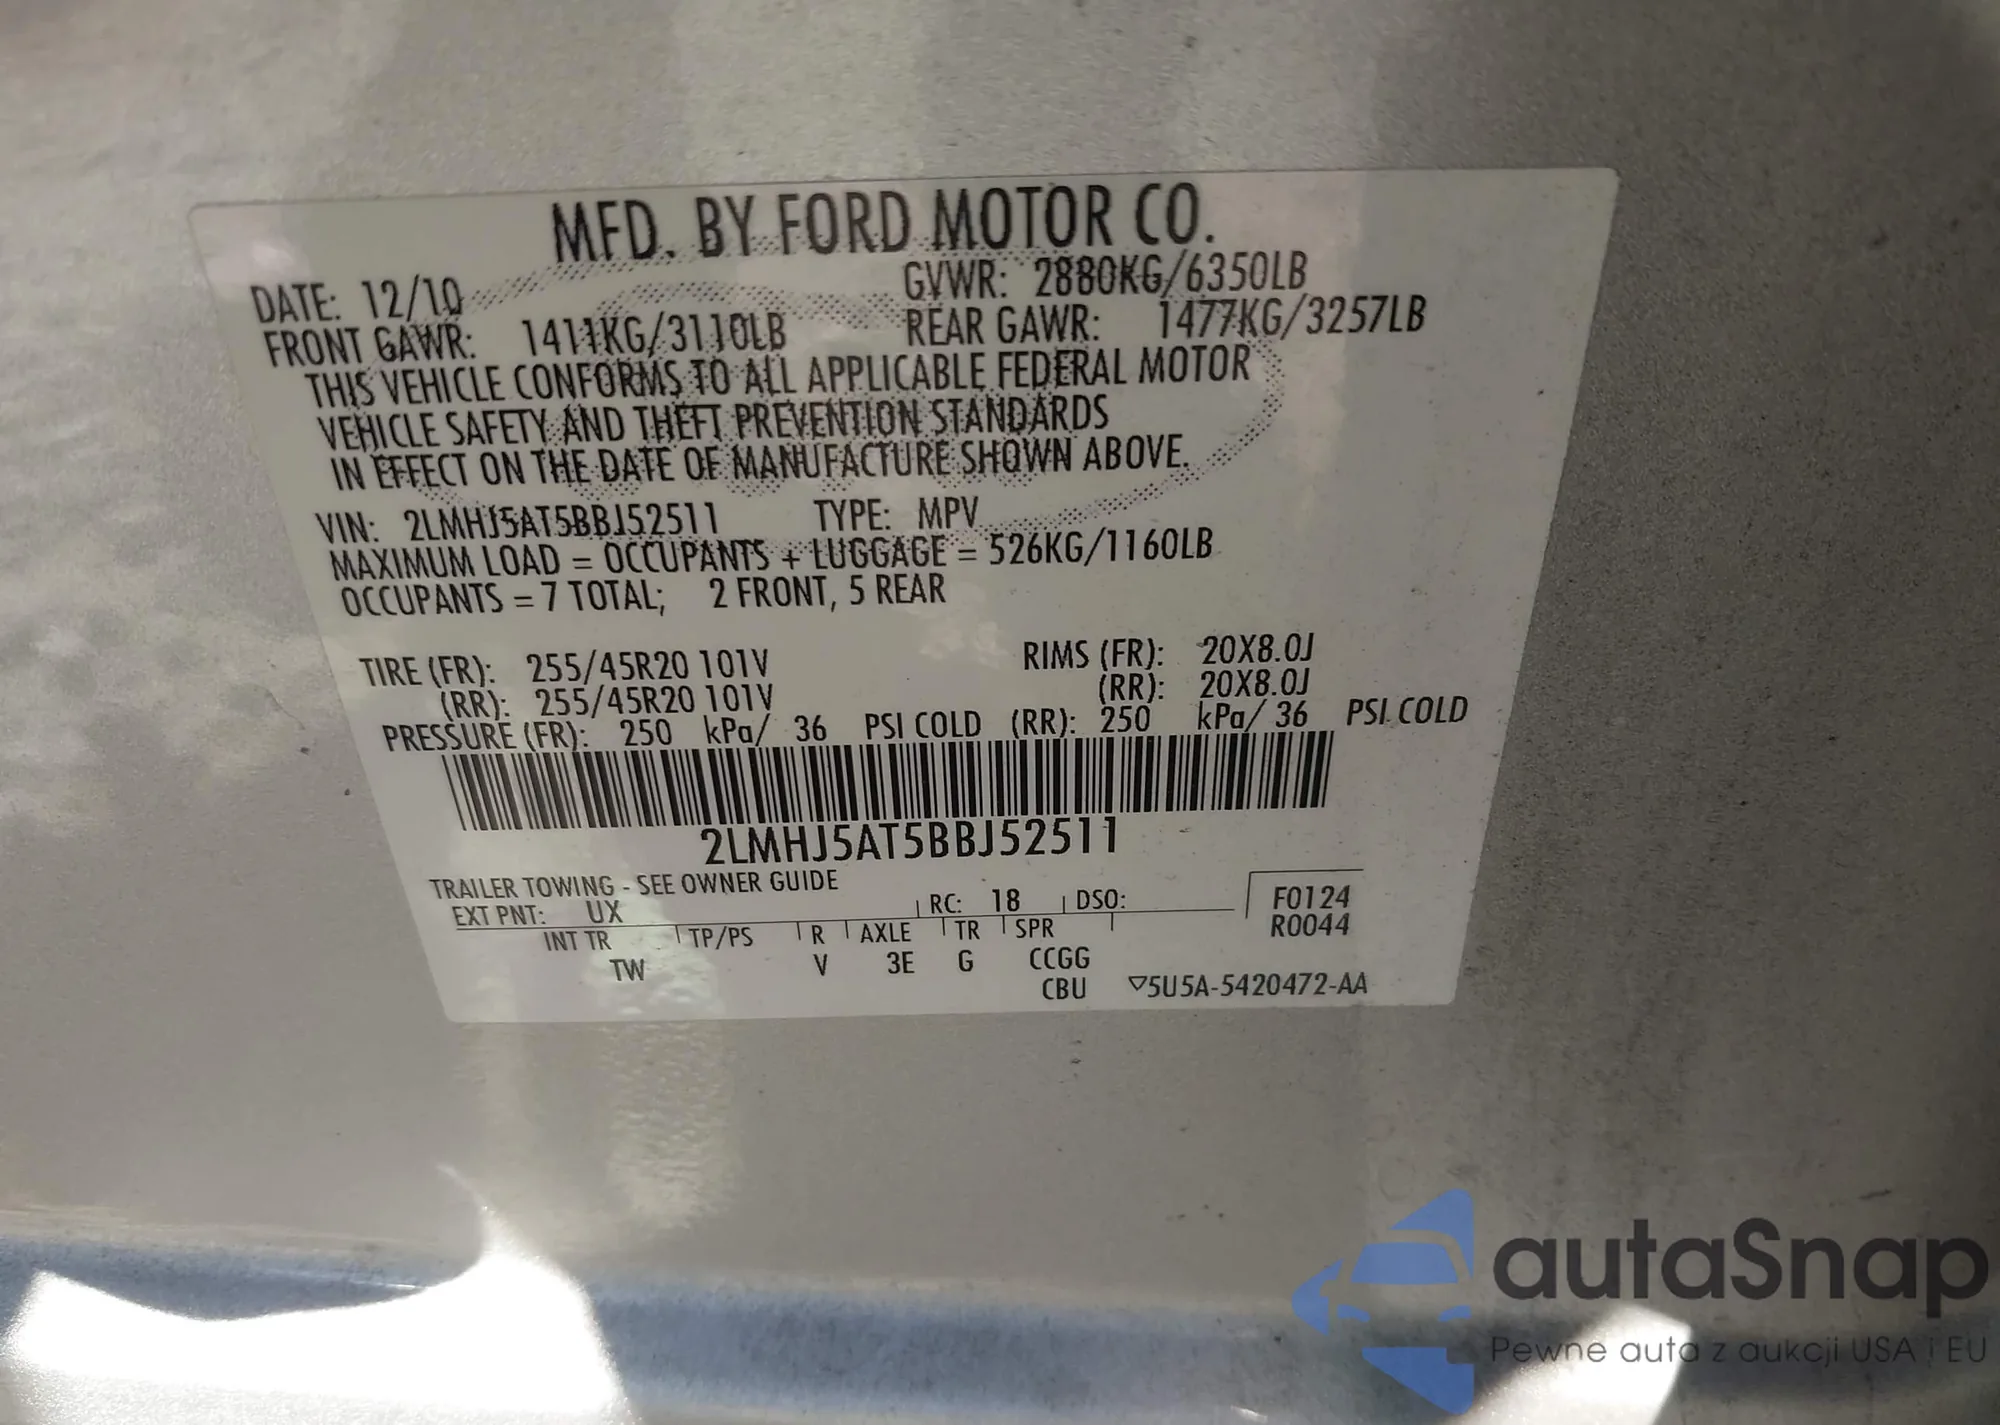 MFD. BY FORD MOTOR CO.
DATE: 12/10 GVWR: 2880KG/6350LB
FRONT GAWR: 1411KG/3110LB REAR GAWR: 1477KG/3257LB
THIS VEHICLE CONFORMS TO ALL APPLICABLE FEDERAL MOTOR
VEHICLE SAFETY AND THEFT PREVENTION STANDARDS
IN EFFECT ON THE DATE OF MANUFACTURE SHOWN ABOVE.
VIN: 2LMHJ5AT5BBJ52511 TYPE: MPV
MAXIMUM LOAD = OCCUPANTS + LUGGAGE = 526KG/1160LB
OCCUPANTS = 7 TOTAL; 2 FRONT, 5 REAR
TIRE (FR): 255/45R20 101V RIMS (FR): 20X8.0J
(RR): 255/45R20 101V (RR): 20X8.0J
PRESSURE (FR): 250 kPa/ 36 PSI COLD (RR): 250 kPa/ 36 PSI COLD
2LMHJ5AT5BBJ52511
TRAILER TOWING - SEE OWNER GUIDE
EXT PNT: UX RC: 18 DSO: F0124
INT TR TP/PS R AXLE TR SPR R0044
TW V 3E G CCGG
CBU ▽5U5A-5420472-AA
autaSnap
Pewne auta z aukcji USA i EU